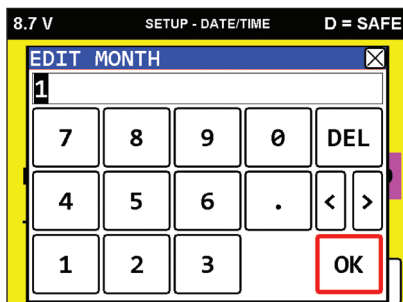 8.7 V SETUP - DATE/TIME D = SAFE
EDIT MONTH
1
7 8 9 0 DEL
4 5 6 . < >
1 2 3 OK